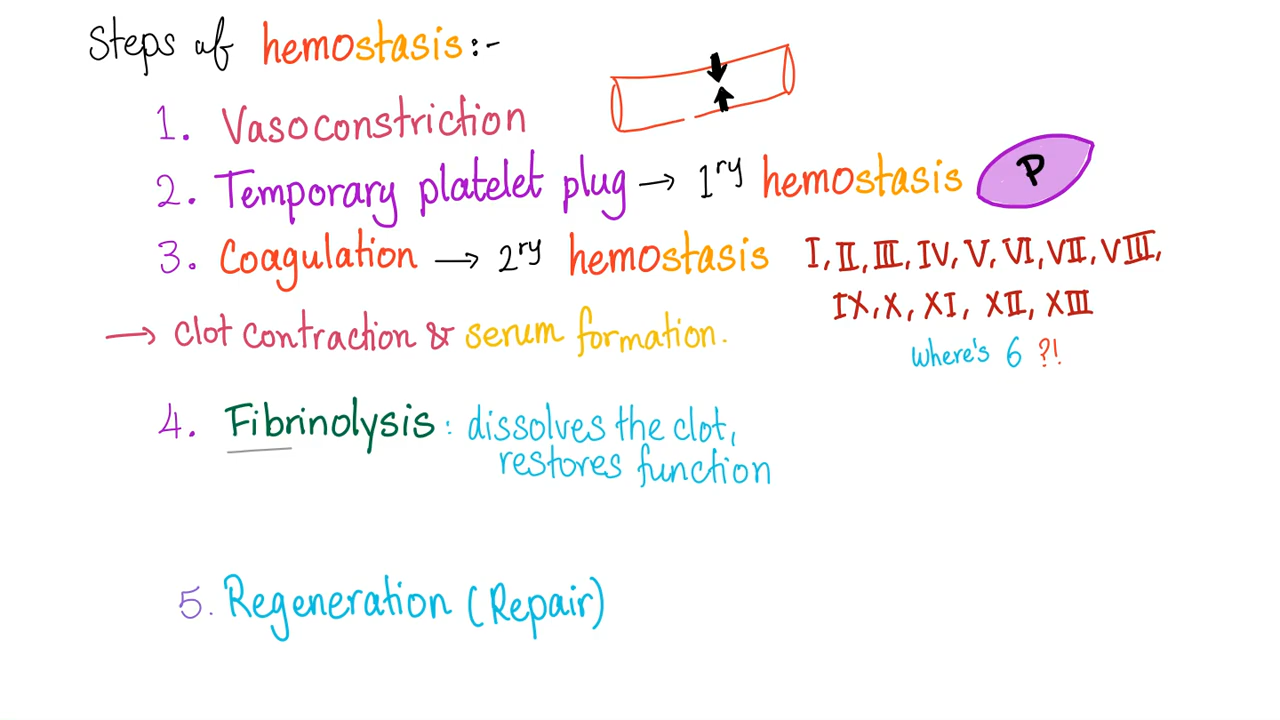 Steps of hemostasis:-
1. Vasoconstriction
2. Temporary platelet plug → 1ry hemostasis P
3. Coagulation → 2ry hemostasis I, II, III, IV, V, VI, VII, VIII,
IX, X, XI, XII, XIII
→ Clot contraction & serum formation.
where's 6 ?!
4. Fibrinolysis: dissolves the clot,
restores function
5. Regeneration (Repair)